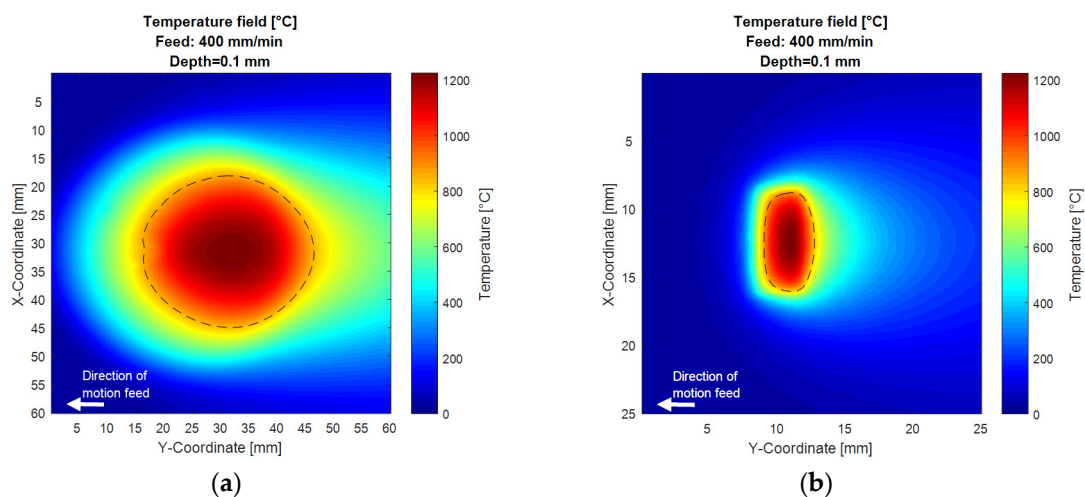 Temperature field [°C]
Feed: 400 mm/min
Depth=0.1 mm
5
10
15
20
25
30
35
40
45
50
55
60
X-Coordinate [mm]
Direction of
motion feed
5 10 15 20 25 30 35 40 45 50 55 60
Y-Coordinate [mm]
1200
1000
800
600
400
200
0
Temperature [°C]
(a)
Temperature field [°C]
Feed: 400 mm/min
Depth=0.1 mm
5
10
15
20
25
X-Coordinate [mm]
Direction of
motion feed
5 10 15 20 25
Y-Coordinate [mm]
1200
1000
800
600
400
200
0
Temperature [°C]
(b)